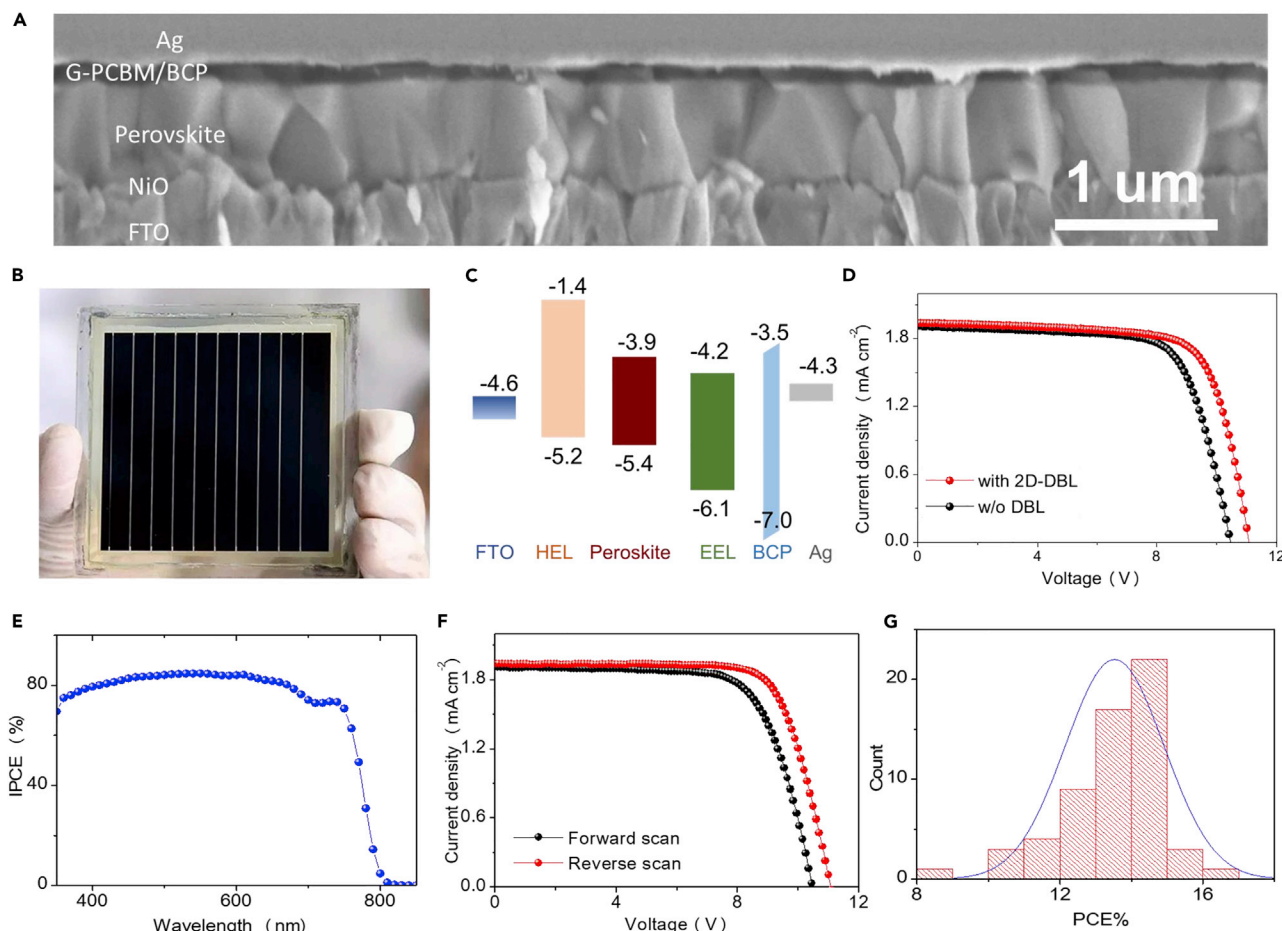 A
Ag
G-PCBM/BCP
Perovskite
NiO
FTO
1 um
B
C
-1.4
-3.5
-3.9
-4.2
-4.3
-4.6
-5.2
-5.4
-6.1
-7.0
FTO HEL Peroskite EEL BCP Ag
D
Current density (mA cm-2)
1.8
1.2
0.6
0.0
with 2D-DBL
w/o DBL
0 4 8 12
Voltage (V)
E
IPCE (%)
80
40
0
400 600 800
Wavelength (nm)
F
Current density (mA cm-2)
1.8
1.2
0.6
0.0
Forward scan
Reverse scan
0 4 8 12
Voltage (V)
G
Count
20
10
0
8 12 16
PCE%